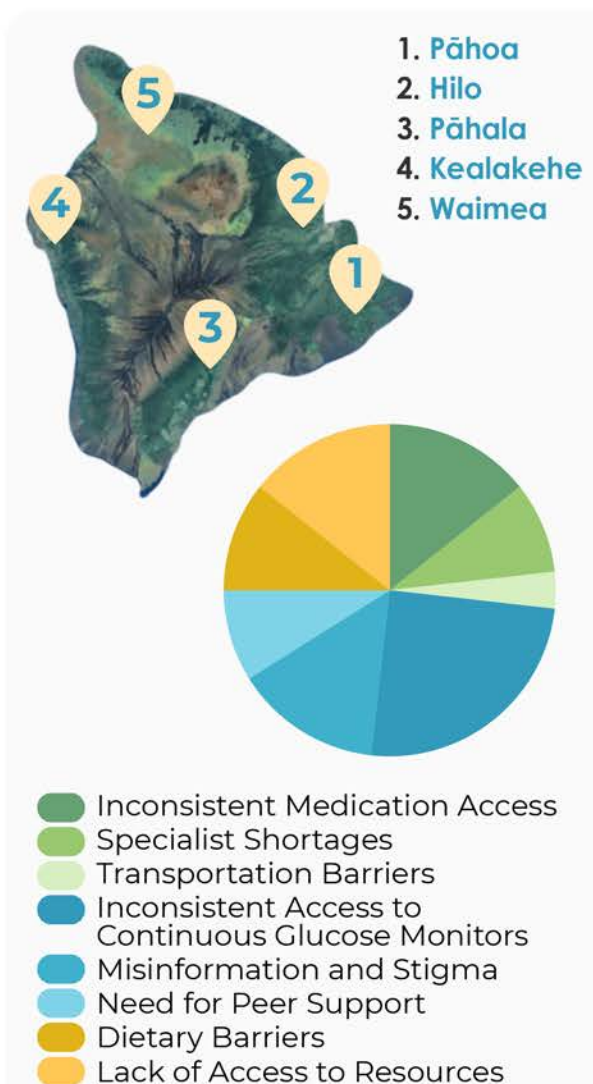 1. Pāhoa
2. Hilo
3. Pāhala
4. Kealakehe
5. Waimea
5
4
2
1
3
Inconsistent Medication Access
Specialist Shortages
Transportation Barriers
Inconsistent Access to
Continuous Glucose Monitors
Misinformation and Stigma
Need for Peer Support
Dietary Barriers
Lack of Access to Resources